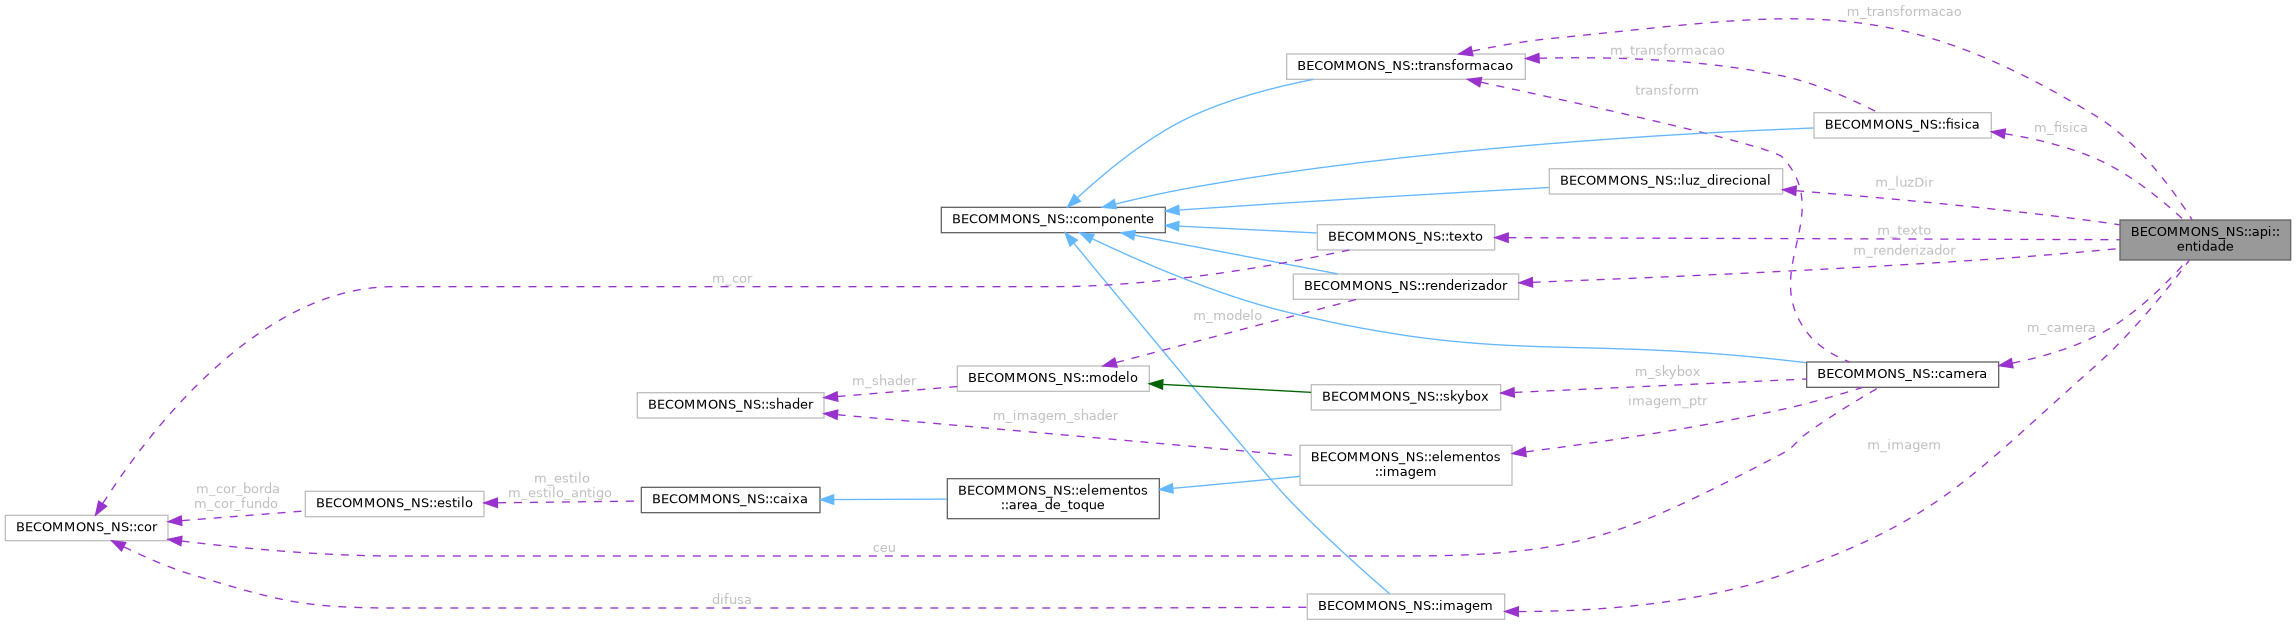 m_transformacao
m_transformacao
BECOMMONS_NS::transformacao
transform
BECOMMONS_NS::fisica
m_fisica
BECOMMONS_NS::luz_direcional
m_luzDir
BECOMMONS_NS::componente
BECOMMONS_NS::texto
m_texto
BECOMMONS_NS::api::
entidade
m_renderizador
m_cor
BECOMMONS_NS::renderizador
m_modelo
m_camera
BECOMMONS_NS::modelo
m_shader
BECOMMONS_NS::shader
m_skybox
BECOMMONS_NS::camera
BECOMMONS_NS::skybox
imagem_ptr
m_imagem_shader
m_imagem
BECOMMONS_NS::elementos
::imagem
m_estilo
m_estilo_antigo
m_cor_borda
m_cor_fundo
BECOMMONS_NS::estilo
BECOMMONS_NS::caixa
BECOMMONS_NS::elementos
::area_de_toque
BECOMMONS_NS::cor
ceu
difusa
BECOMMONS_NS::imagem